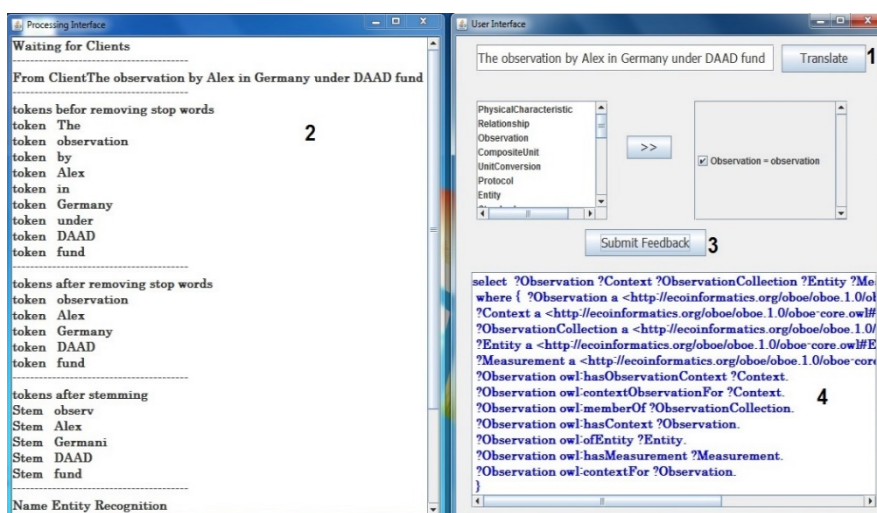 Processing Interface
Waiting for Clients
----------------------------------------
From ClientThe observation by Alex in Germany under DAAD fund
----------------------------------------
tokens befor removing stop words
token The
token observation
token by
token Alex
token in
token Germany
token under
token DAAD
token fund
----------------------------------------
tokens after removing stop words
token observation
token Alex
token Germany
token DAAD
token fund
----------------------------------------
tokens after stemming
Stem observ
Stem Alex
Stem Germani
Stem DAAD
Stem fund
----------------------------------------
Name Entity Recognition
2
User Interface
The observation by Alex in Germany under DAAD fund
Translate
1
PhysicalCharacteristic
Relationship
Observation
CompositeUnit
UnitConversion
Protocol
Entity
>>
Observation = observation
Submit Feedback
3
select ?Observation ?Context ?ObservationCollection ?Entity ?Me
where { ?Observation a <http://ecoinformatics.org/oboe/oboe.1.0/ob
?Context a <http://ecoinformatics.org/oboe/oboe.1.0/oboe-core.owl#
?ObservationCollection a <http://ecoinformatics.org/oboe/oboe.1.0/
?Entity a <http://ecoinformatics.org/oboe/oboe.1.0/oboe-core.owl#E
?Measurement a <http://ecoinformatics.org/oboe/oboe.1.0/oboe-core
?Observation owl:hasObservationContext ?Context.
?Observation owl:contextObservationFor ?Context.
?Observation owl:memberOf ?ObservationCollection.
?Observation owl:hasContext ?Observation.
?Observation owl:ofEntity ?Entity.
?Observation owl:hasMeasurement ?Measurement.
?Observation owl:contextFor ?Observation.
}
4